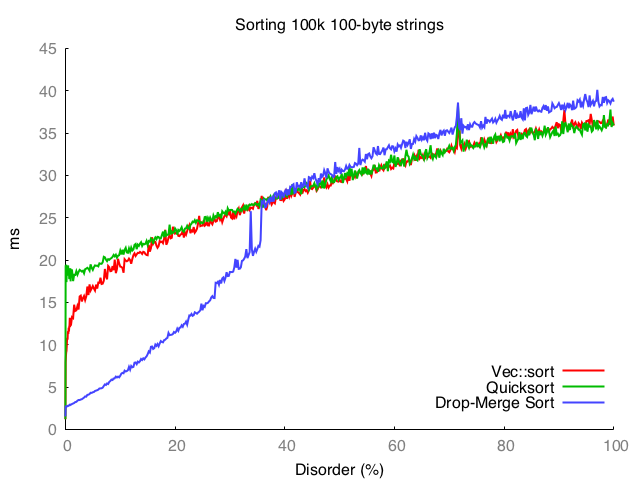 Sorting 100k 100-byte strings
45
40
35
30
25
20
15
10
5
0
ms
Vec::sort
Quicksort
Drop-Merge Sort
0 20 40 60 80 100
Disorder (%)